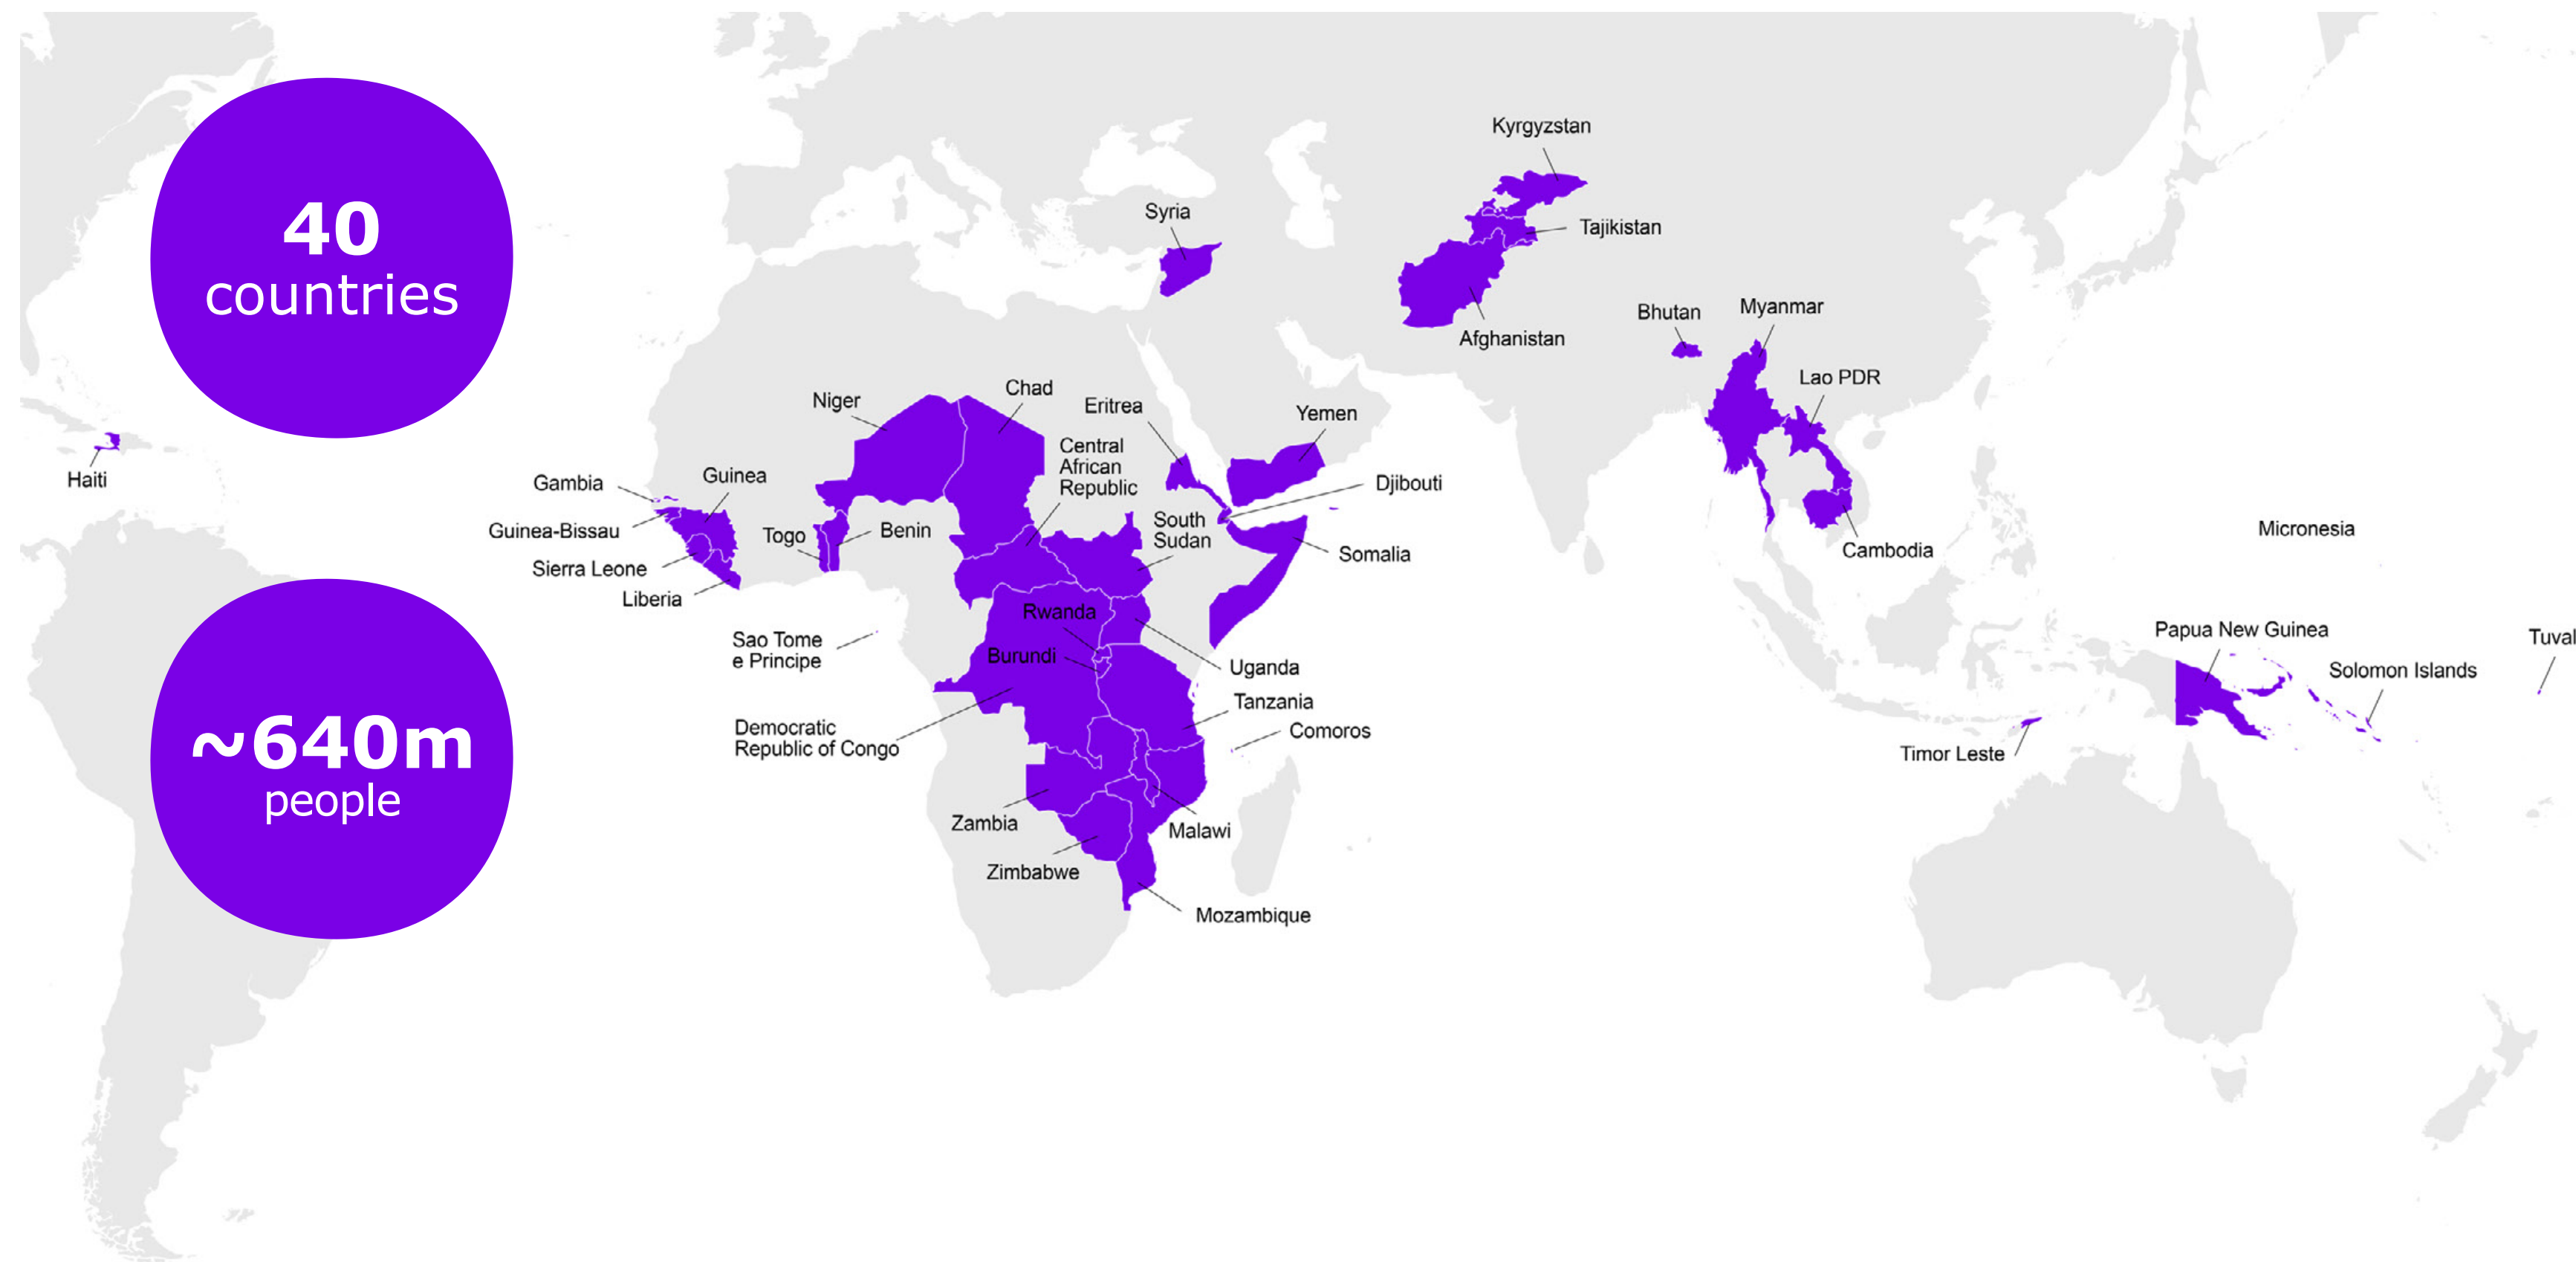 40
countries
~640m
people
Kyrgyzstan
Syria
Tajikistan
Afghanistan
Bhutan
Myanmar
Lao PDR
Cambodia
Niger
Chad
Eritrea
Yemen
Central
African
Republic
Djibouti
Haiti
Gambia
Guinea
Guinea-Bissau
Togo
Benin
South
Sudan
Somalia
Sierra Leone
Liberia
Micronesia
Rwanda
Sao Tome
e Principe
Burundi
Uganda
Papua New Guinea
Tuval
Solomon Islands
Tanzania
Democratic
Republic of Congo
Comoros
Timor Leste
Zambia
Malawi
Zimbabwe
Mozambique